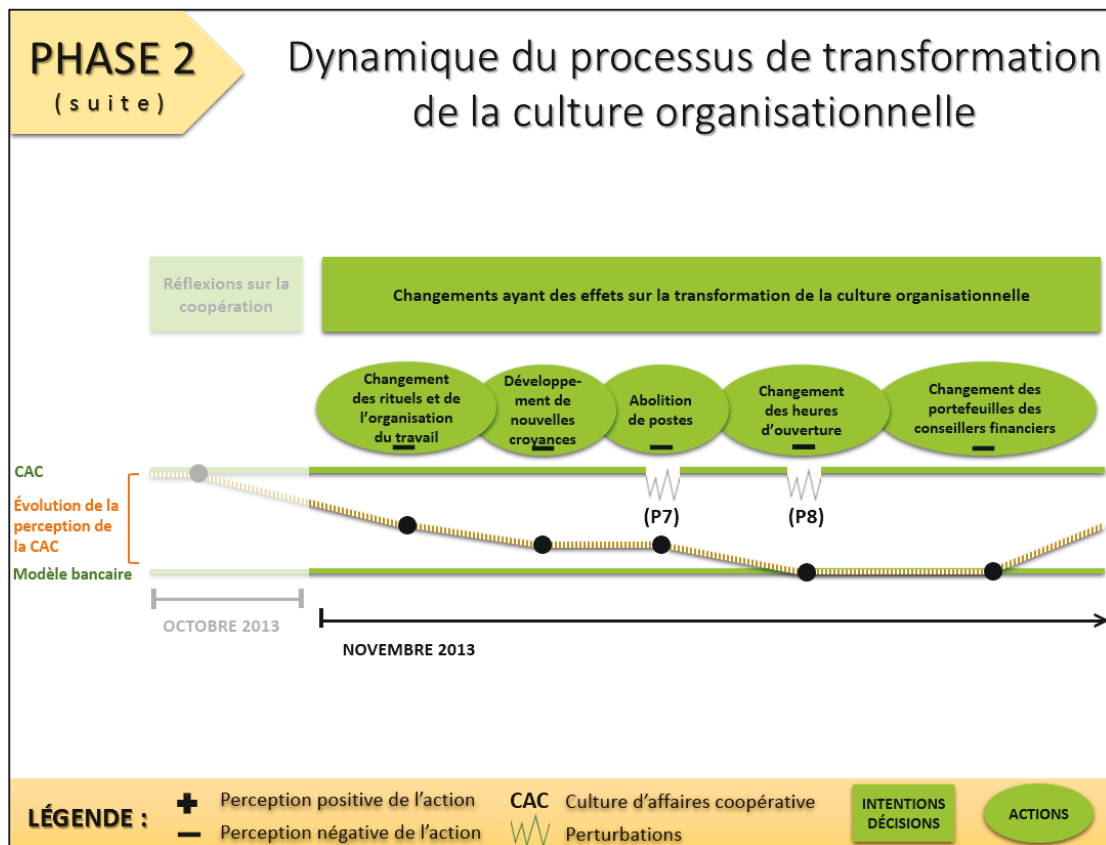 PHASE 2
(suite)
Dynamique du processus de transformation
de la culture organisationnelle
Réflexions sur la
coopération
Changements ayant des effets sur la transformation de la culture organisationnelle
Changement
des rituels et de
l'organisation
du travail
Développe-
ment de
nouvelles
croyances
Abolition
de postes
Changement
des heures
d'ouverture
Changement des
portefeuilles des
conseillers financiers
CAC
Évolution de la
perception de
la CAC
(P7)
(P8)
Modèle bancaire
OCTOBRE 2013
NOVEMBRE 2013
LÉGENDE :
+ Perception positive de l'action
− Perception négative de l'action
CAC Culture d'affaires coopérative
Perturbations
INTENTIONS
DÉCISIONS
ACTIONS